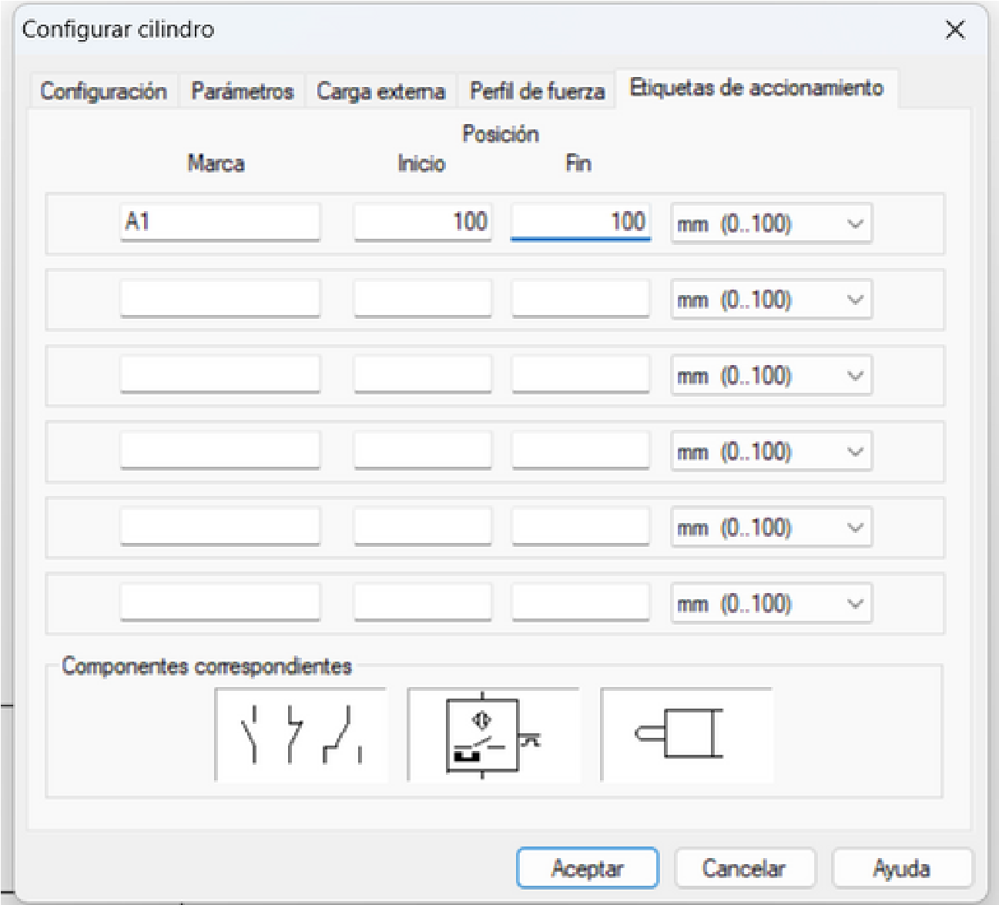 Configurar cilindro
Configuración Parámetros Carga externa Perfil de fuerza Etiquetas de accionamiento
Posición
Marca Inicio Fin
A1 100 100 mm (0..100)
mm (0..100)
mm (0..100)
mm (0..100)
mm (0..100)
mm (0..100)
Componentes correspondientes
Aceptar Cancelar Ayuda